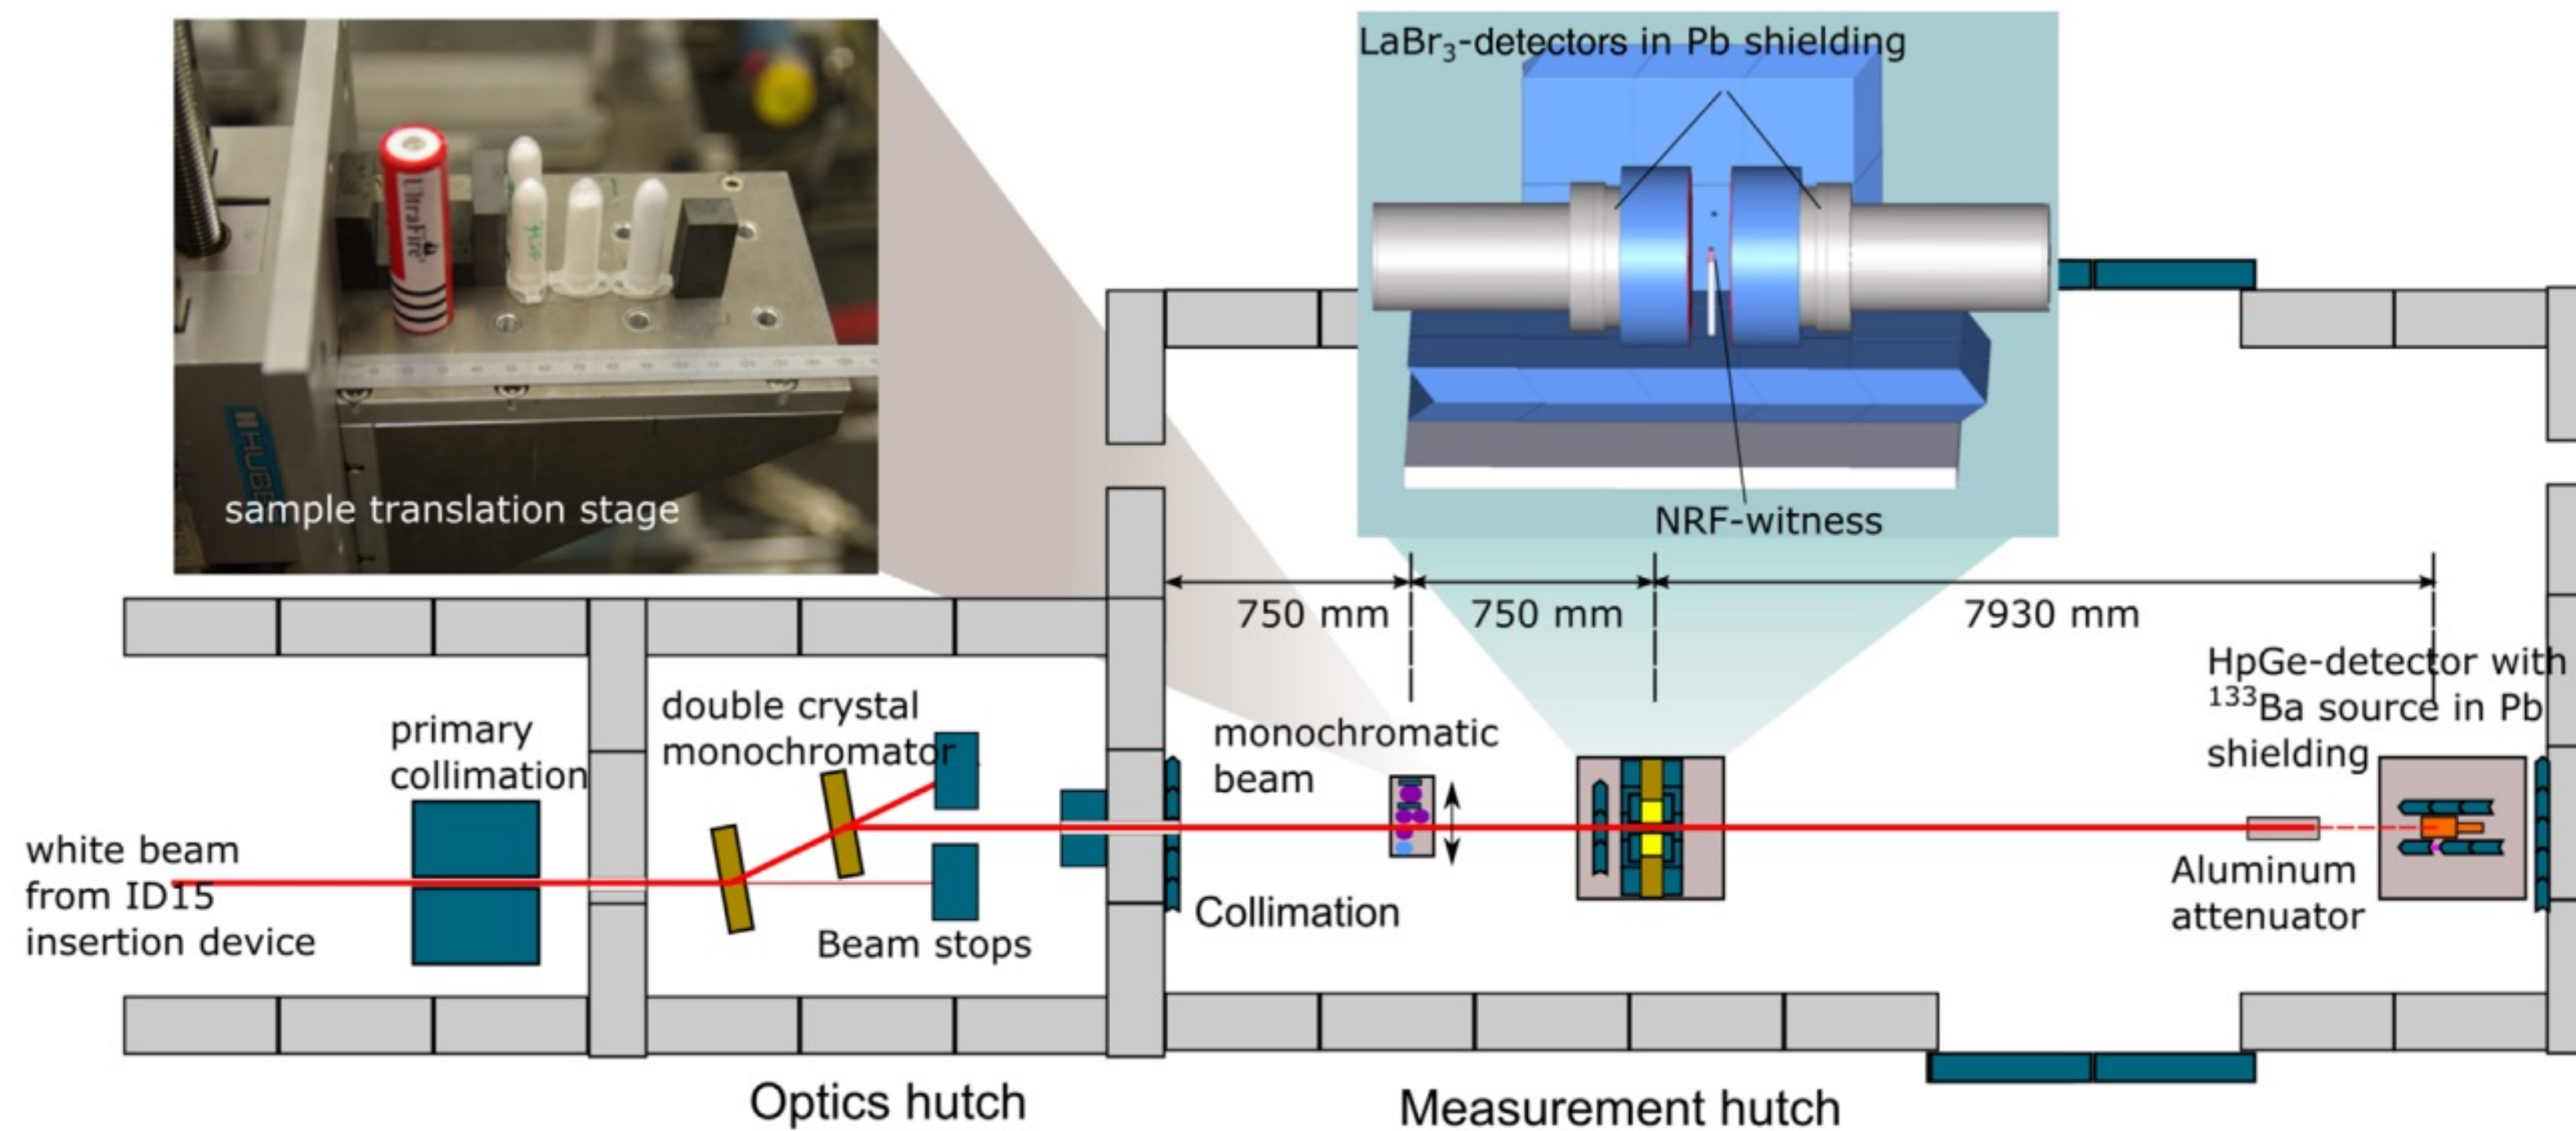 LaBr3-detectors in Pb shielding
UltraFire
HUBE
sample translation stage
NRF-witness
750 mm
750 mm
7930 mm
HpGe-detector with
133Ba source in Pb
shielding
double crystal
monochromator
primary
collimation
monochromatic
beam
white beam
from ID15
insertion device
Collimation
Aluminum
attenuator
Beam stops
Optics hutch
Measurement hutch